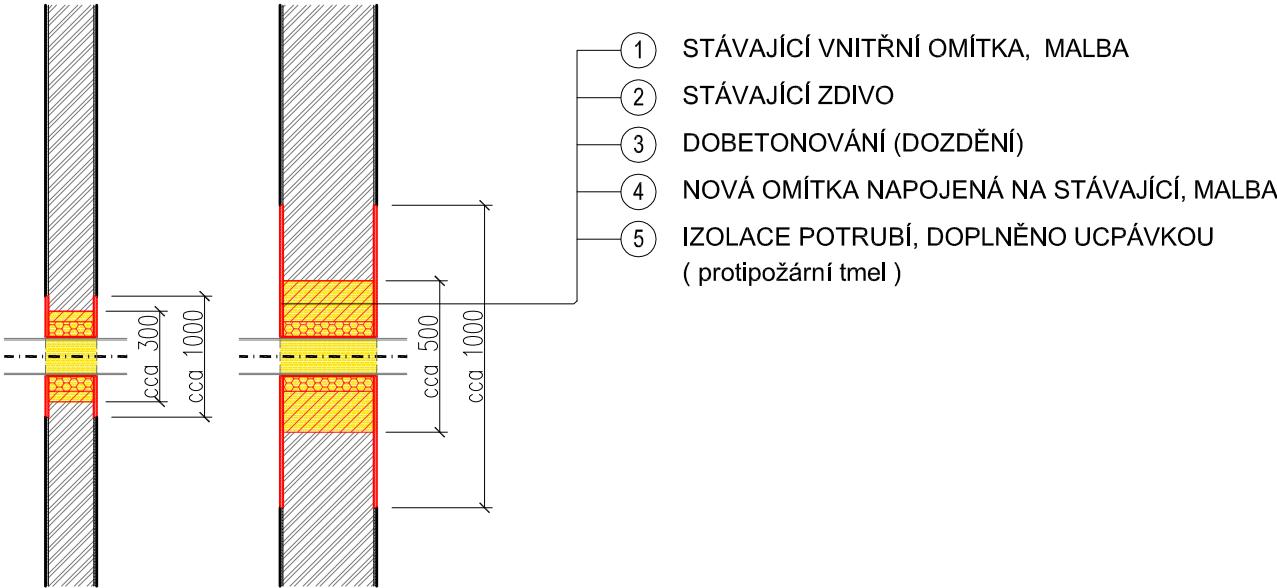 1 STÁVAJÍCÍ VNITŘNÍ OMÍTKA, MALBA
2 STÁVAJÍCÍ ZDIVO
3 DOBETONOVÁNÍ (DOZDĚNÍ)
4 NOVÁ OMÍTKA NAPOJENÁ NA STÁVAJÍCÍ, MALBA
5 IZOLACE POTRUBÍ, DOPLNĚNO UCPÁVKOU
( protipožární tmel )
cca 300
cca 1000
cca 500
cca 1000